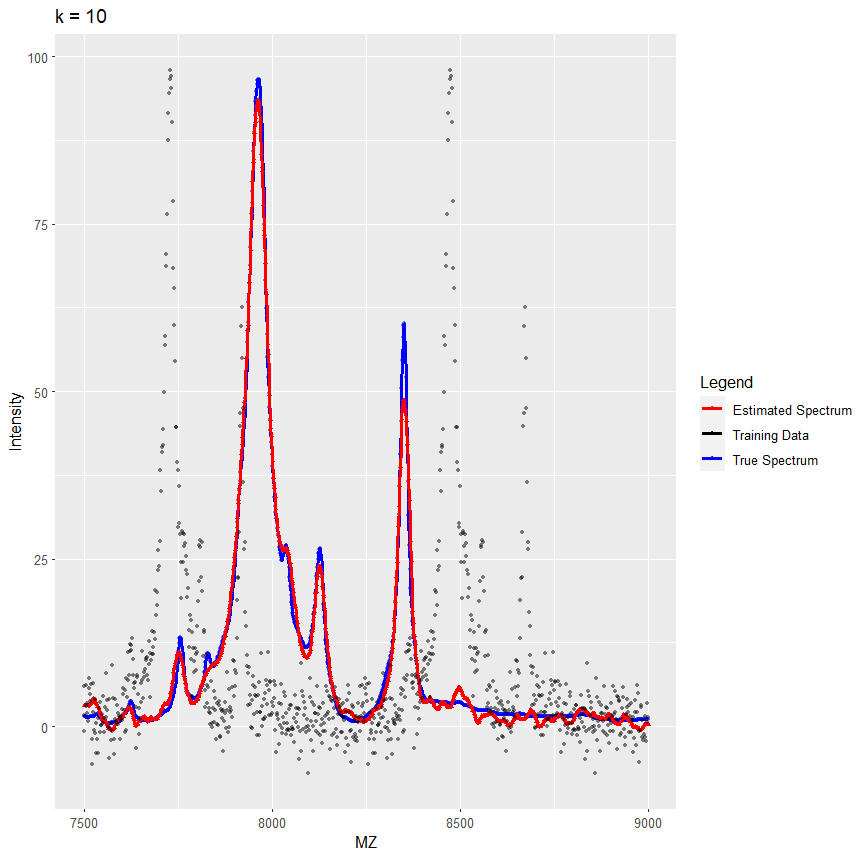 k = 10
100
75
50
25
0
Intensity
7500
8000
8500
9000
MZ
Legend
Estimated Spectrum
Training Data
True Spectrum